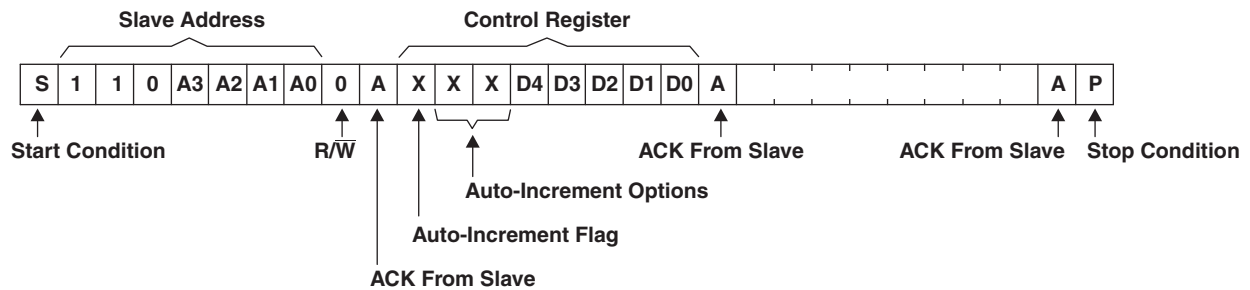 Slave Address Control Register
S 1 1 0 A3 A2 A1 A0 0 A X X X D4 D3 D2 D1 D0 A A P
Start Condition R/W̅ ACK From Slave ACK From Slave Stop Condition
Auto-Increment Options
Auto-Increment Flag
ACK From Slave